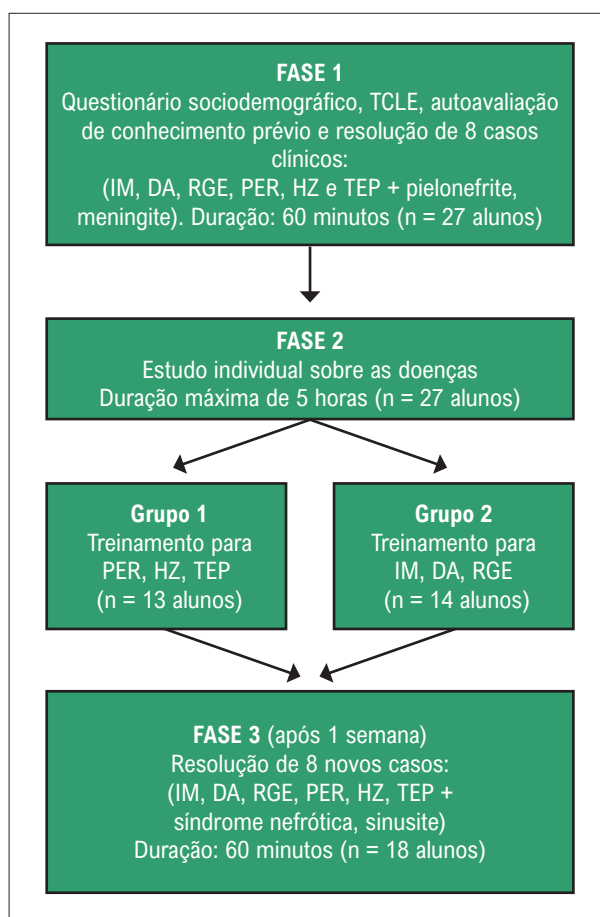 FASE 1
Questionário sociodemográfico, TCLE, autoavaliação
de conhecimento prévio e resolução de 8 casos
clínicos:
(IM, DA, RGE, PER, HZ e TEP + pielonefrite,
meningite). Duração: 60 minutos (n = 27 alunos)
FASE 2
Estudo individual sobre as doenças
Duração máxima de 5 horas (n = 27 alunos)
Grupo 1
Treinamento para
PER, HZ, TEP
(n = 13 alunos)
Grupo 2
Treinamento para
IM, DA, RGE
(n = 14 alunos)
FASE 3 (após 1 semana)
Resolução de 8 novos casos:
(IM, DA, RGE, PER, HZ, TEP +
síndrome nefrótica, sinusite)
Duração: 60 minutos (n = 18 alunos)